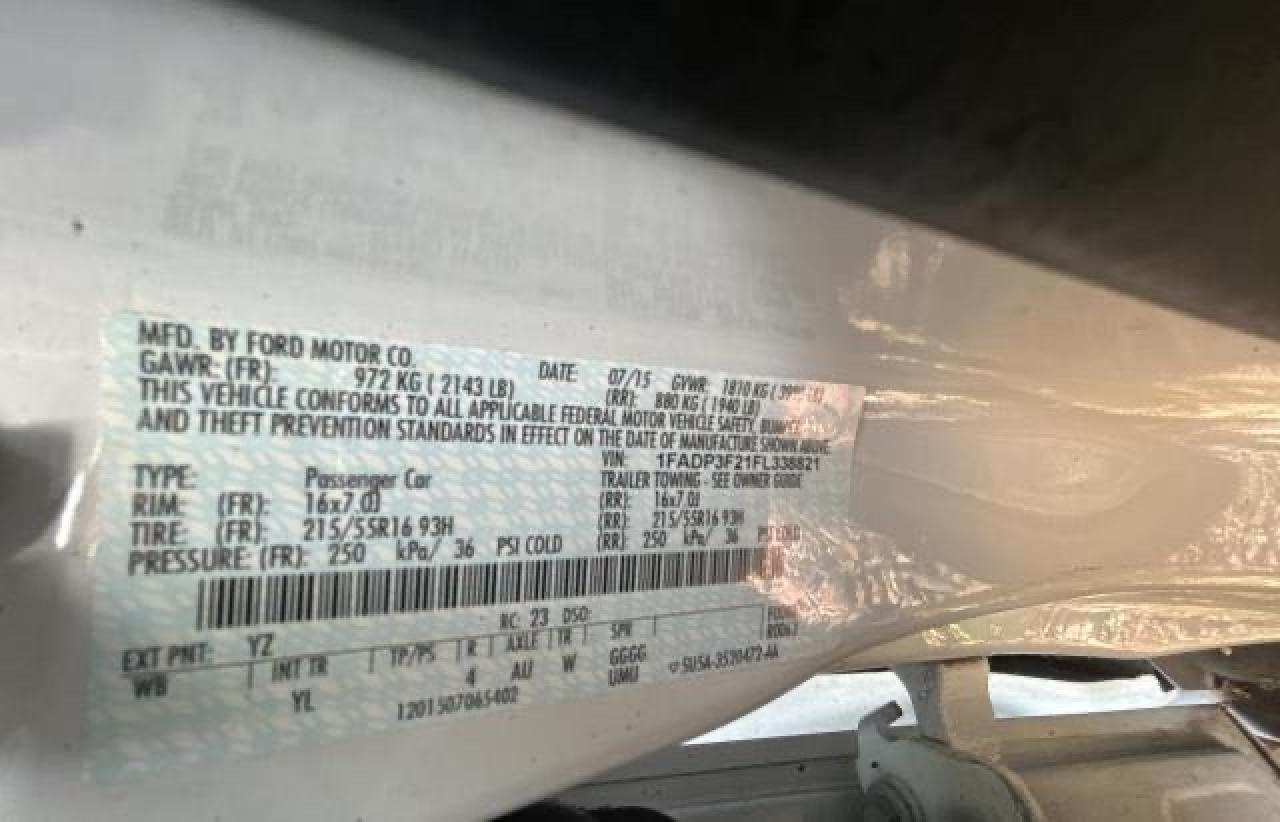 MFD. BY FORD MOTOR CO.
DATE: 07/15 GVWR: 1810 KG
GAWR: (FR): 972 KG ( 2143 LB) (RR): 880 KG ( 1940 LB)
THIS VEHICLE CONFORMS TO ALL APPLICABLE FEDERAL MOTOR VEHICLE SAFETY,
AND THEFT PREVENTION STANDARDS IN EFFECT ON THE DATE OF MANUFACTURE SHOWN ABOVE.
VIN: 1FADP3F21FL338821
TYPE: Passenger Car TRAILER TOWING - SEE OWNER GUIDE
RIM: (FR): 16x7.0J (RR): 16x7.0J
TIRE: (FR): 215/55R16 93H (RR): 215/55R16 93H
PRESSURE: (FR): 250 kPa/ 36 PSI COLD (RR): 250 kPa/ 36 PSI COLD
RC: 23 DSO:
EXT PNT: YZ
WB INT TR TP/PS R AXLE TR SPR
YL 4 AU W GGGG
UMU
1201507065402 5U5A-3520472-AA